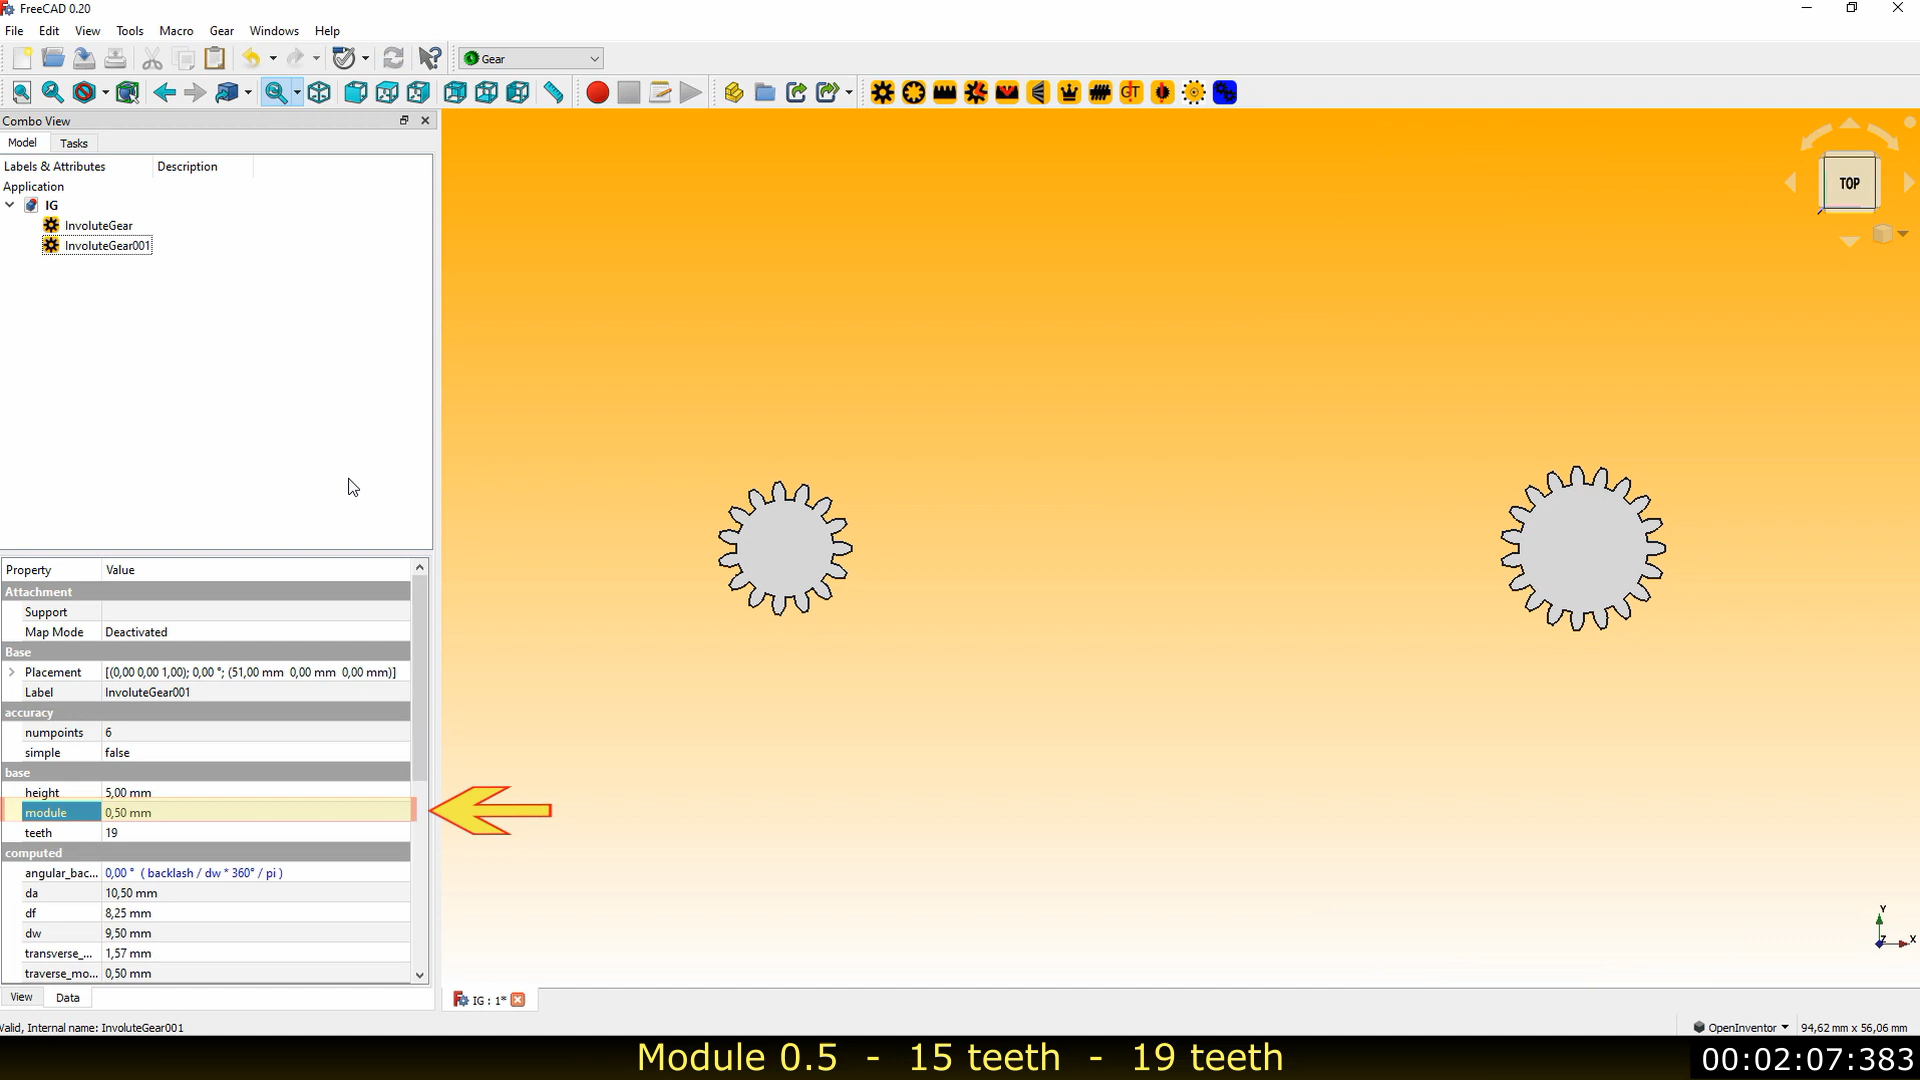 FreeCAD 0.20
File Edit View Tools Macro Gear Windows Help
Gear
GT
Combo View
Model Tasks
Labels & Attributes Description
Application
IG
InvoluteGear
InvoluteGear001
TOP
Property Value
Attachment
Support
Map Mode Deactivated
Base
Placement [(0,00 0,00 1,00); 0,00 °; (51,00 mm 0,00 mm 0,00 mm)]
Label InvoluteGear001
accuracy
numpoints 6
simple false
base
height 5,00 mm
module 0,50 mm
teeth 19
computed
angular_bac... 0,00 ° ( backlash / dw * 360° / pi )
da 10,50 mm
df 8,25 mm
dw 9,50 mm
transverse_... 1,57 mm
traverse_mo... 0,50 mm
Y
Z X
View Data
IG : 1*
Valid, Internal name: InvoluteGear001
OpenInventor 94,62 mm x 56,06 mm
Module 0.5 - 15 teeth - 19 teeth
00:02:07:383